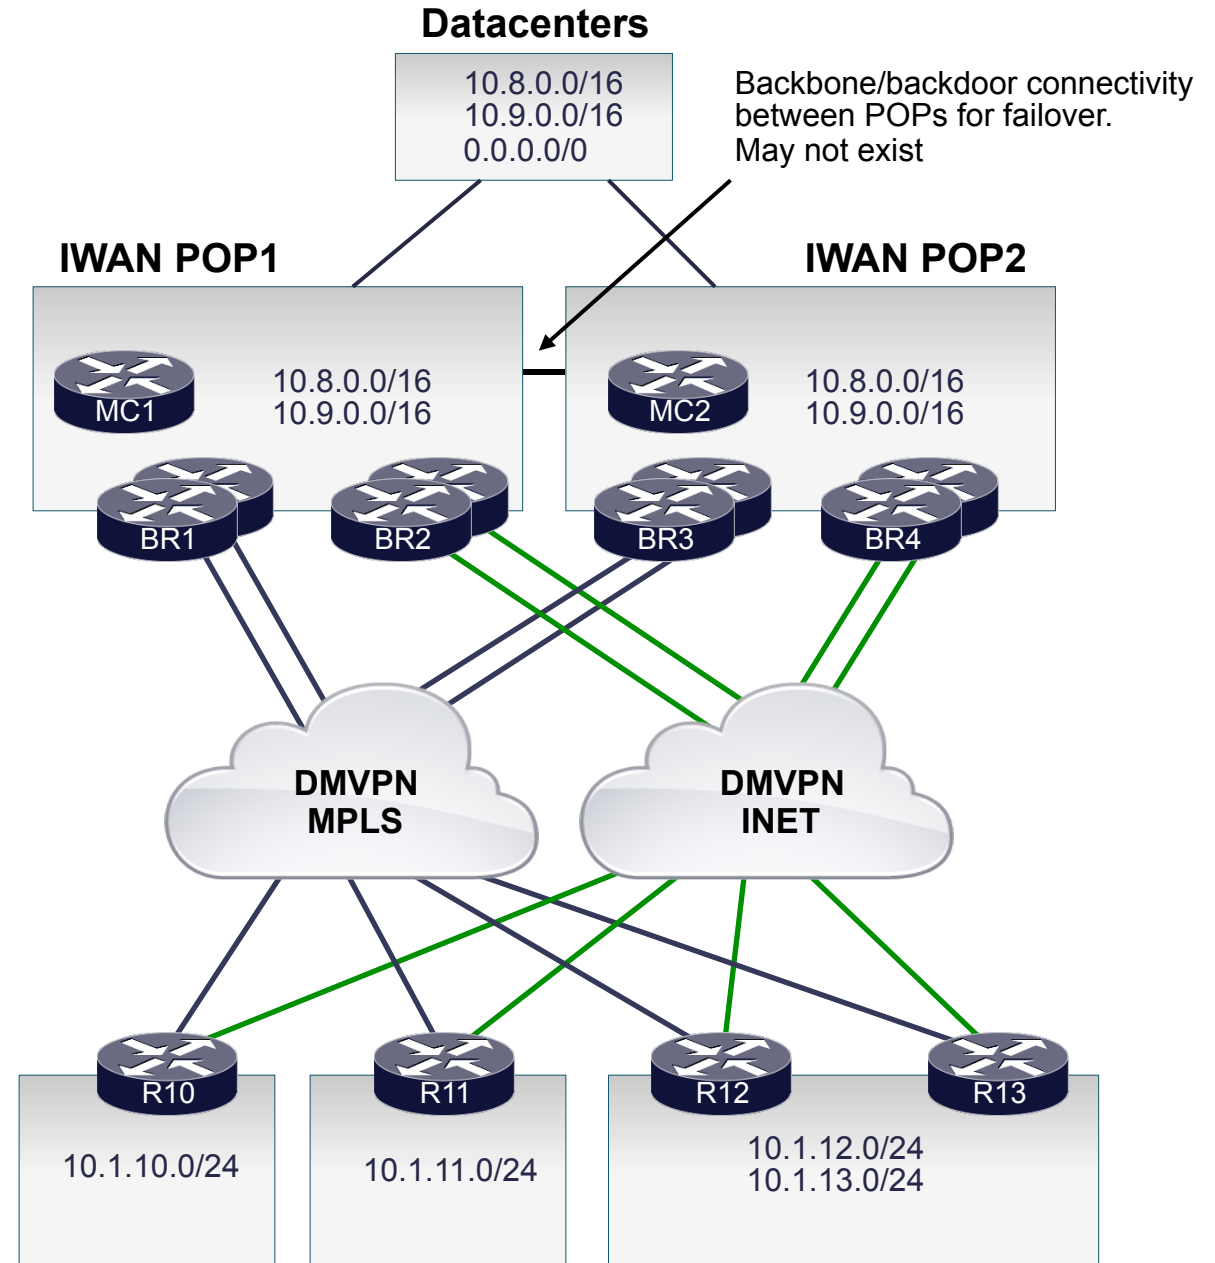 Datacenters
10.8.0.0/16
10.9.0.0/16
0.0.0.0/0
Backbone/backdoor connectivity
between POPs for failover.
May not exist
IWAN POP1
IWAN POP2
MC1
10.8.0.0/16
10.9.0.0/16
MC2
10.8.0.0/16
10.9.0.0/16
BR1
BR2
BR3
BR4
DMVPN
MPLS
DMVPN
INET
R10
R11
R12
R13
10.1.10.0/24
10.1.11.0/24
10.1.12.0/24
10.1.13.0/24